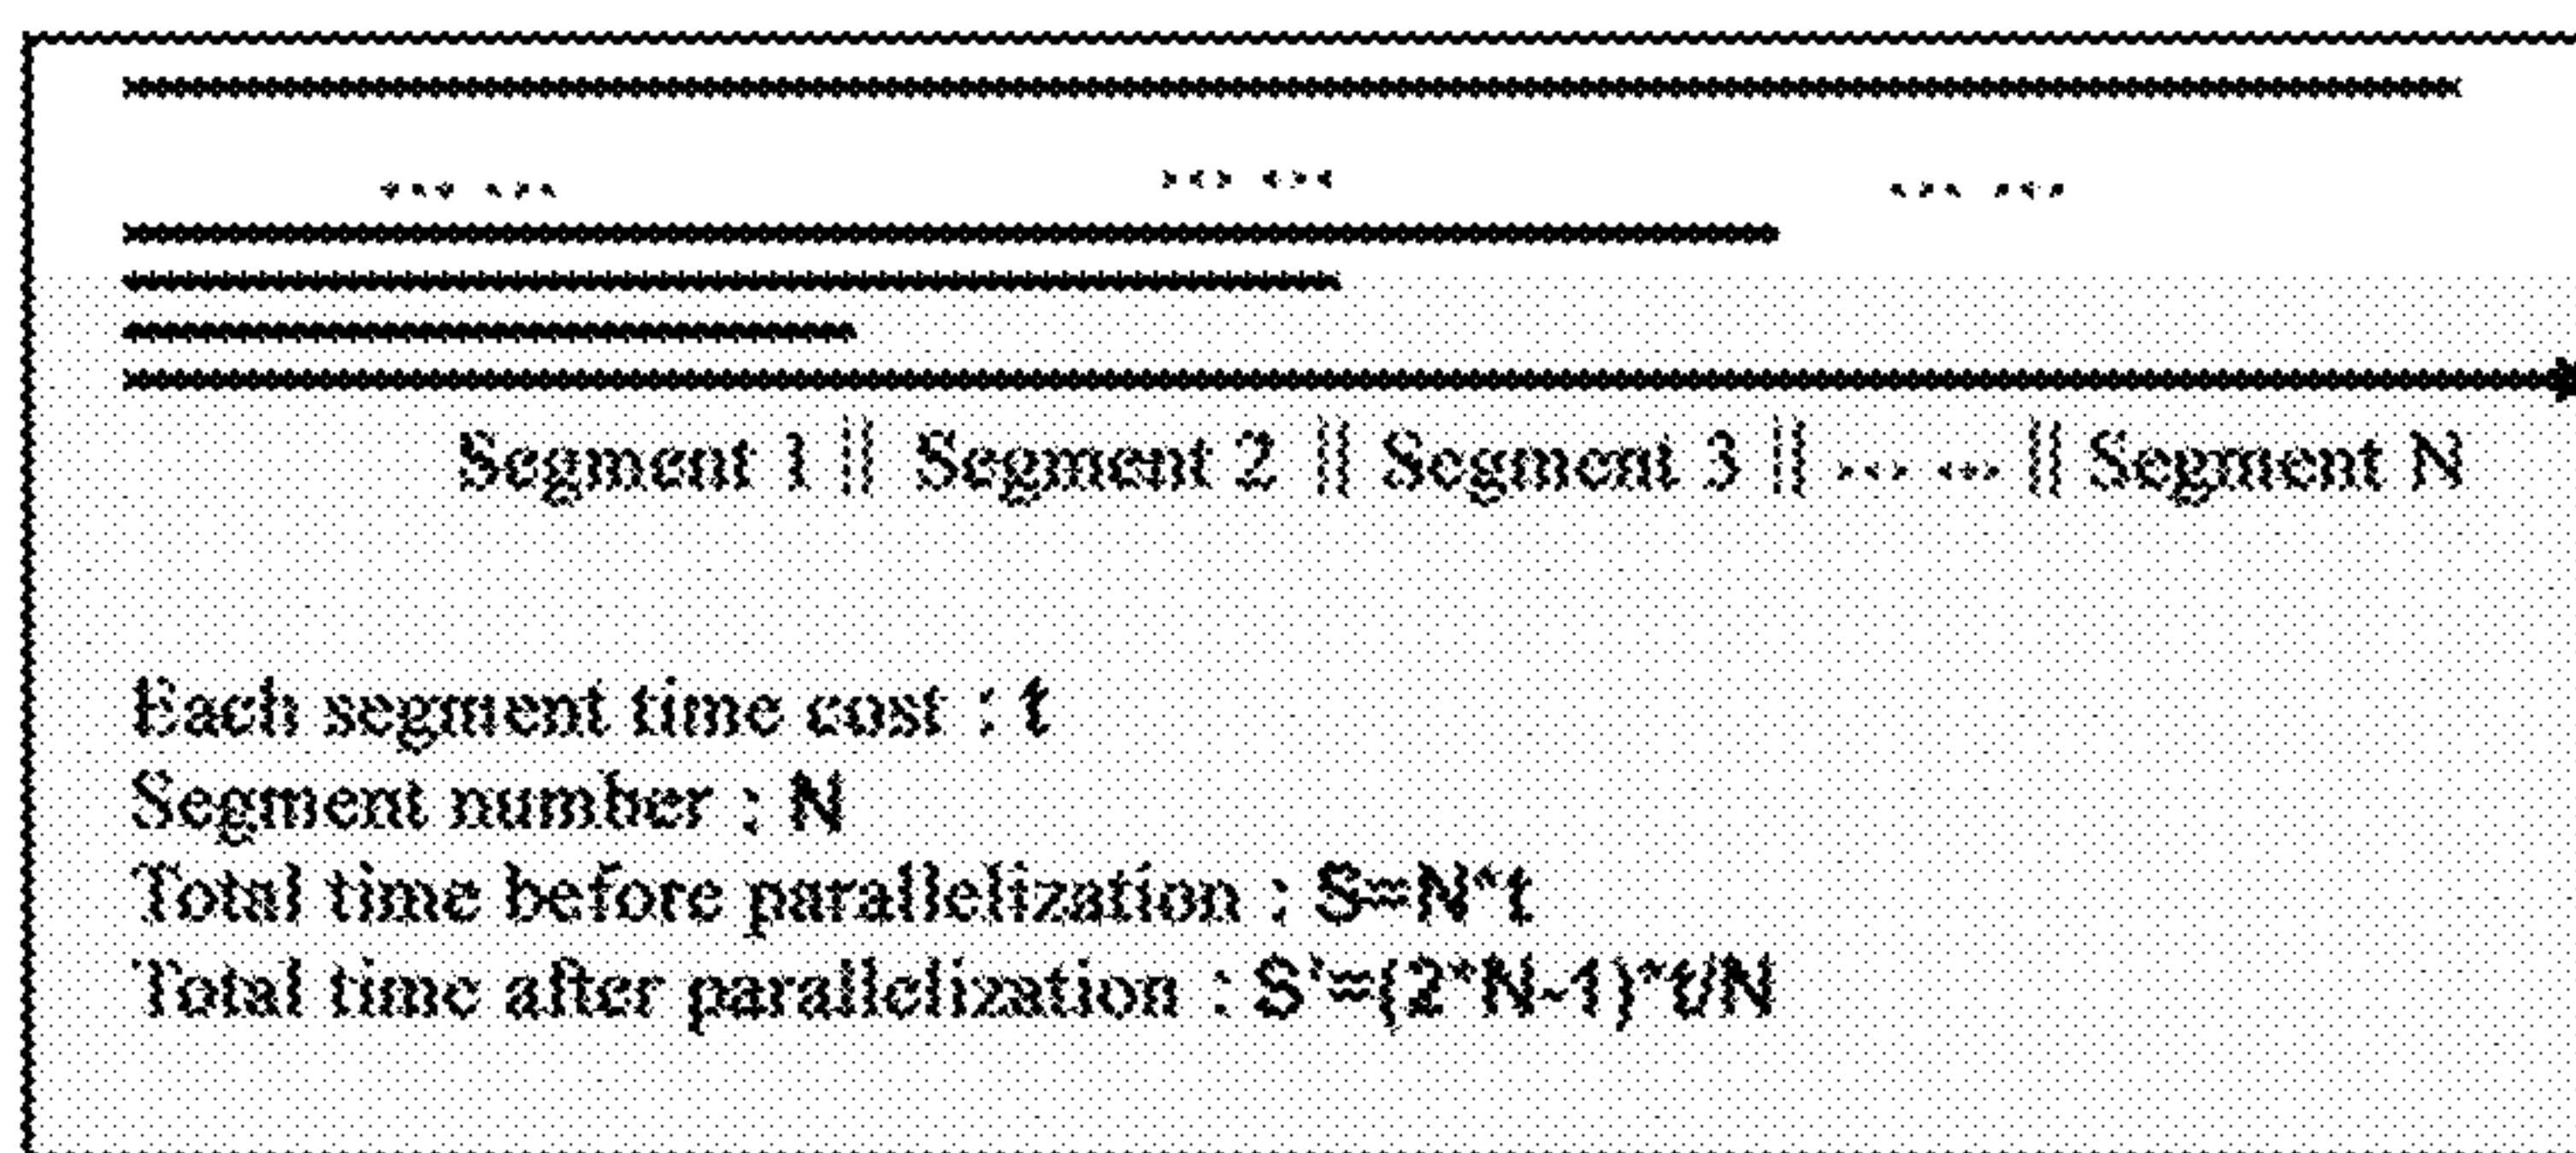 ... ... ... ... ... ...
Segment 1 || Segment 2 || Segment 3 || ... ... || Segment N
Each segment time cost : t
Segment number : N
Total time before parallelization : S=N*t
Total time after parallelization : S'=(2*N-1)*t/N